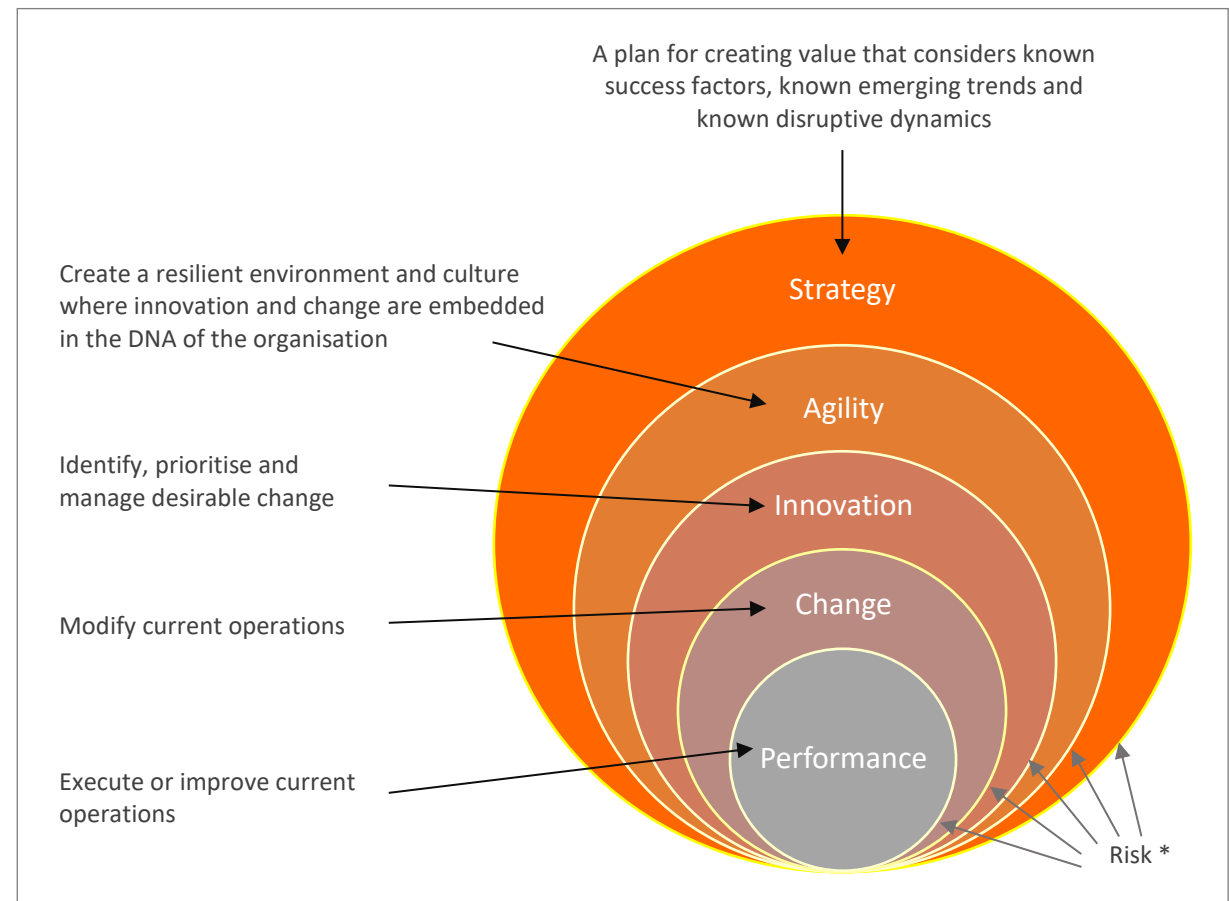 A plan for creating value that considers known
success factors, known emerging trends and
known disruptive dynamics
Strategy
Create a resilient environment and culture
where innovation and change are embedded
in the DNA of the organisation
Agility
Identify, prioritise and
manage desirable change
Innovation
Change
Modify current operations
Performance
Execute or improve current
operations
Risk *